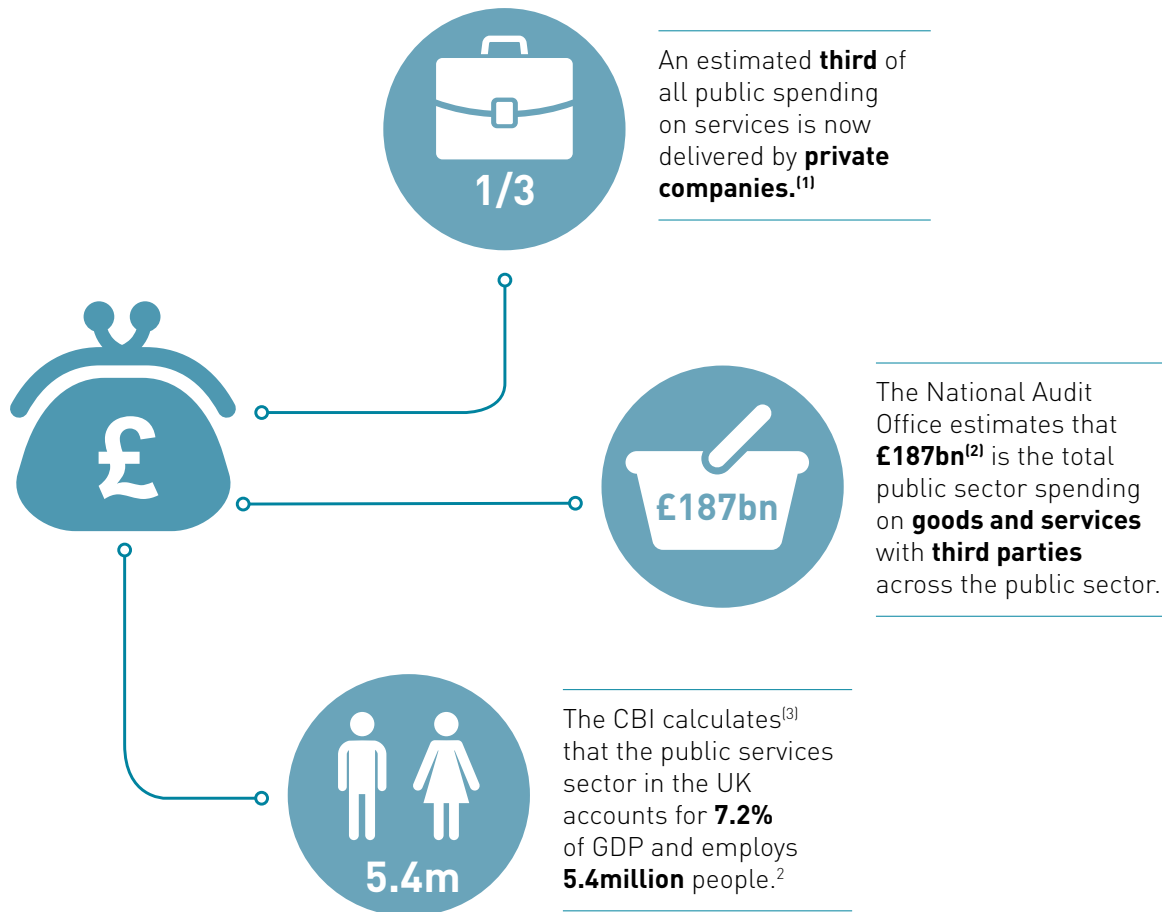 1/3
An estimated third of
all public spending
on services is now
delivered by private
companies.(1)
£
£187bn
The National Audit
Office estimates that
£187bn(2) is the total
public sector spending
on goods and services
with third parties
across the public sector.
5.4m
The CBI calculates(3)
that the public services
sector in the UK
accounts for 7.2%
of GDP and employs
5.4million people.2